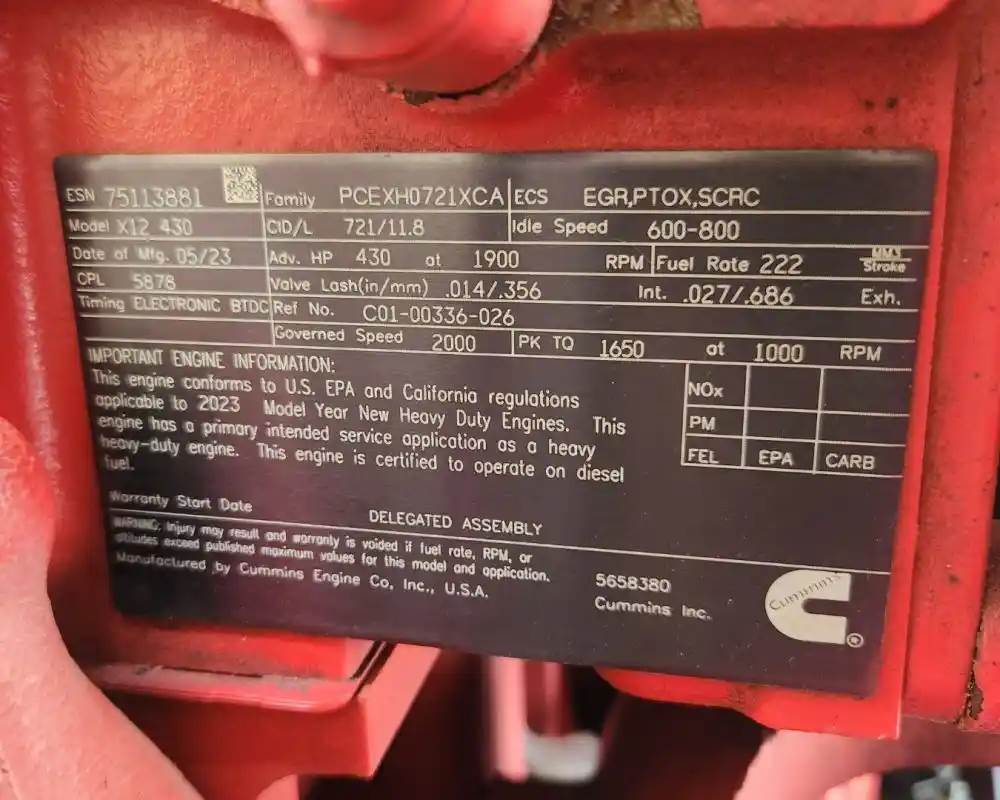 ESN 75113881 Family PCEXH0721XCA ECS EGR,PTOX,SCRC
Model X12 430 CID/L 721/11.8 Idle Speed 600-800
Date of Mfg. 05/23 Adv. HP 430 at 1900 RPM Fuel Rate 222 MM3 Stroke
CPL 5878 Valve Lash(in/mm) .014/.356 Int. .027/.686 Exh.
Timing ELECTRONIC BTDC Ref No. C01-00336-026
Governed Speed 2000 PK TQ 1650 at 1000 RPM
IMPORTANT ENGINE INFORMATION:
This engine conforms to U.S. EPA and California regulations
applicable to 2023 Model Year New Heavy Duty Engines. This
engine has a primary intended service application as a heavy
heavy-duty engine. This engine is certified to operate on diesel
fuel.
NOx
PM
FEL EPA CARB
Warranty Start Date
DELEGATED ASSEMBLY
WARNING: Injury may result and warranty is voided if fuel rate, RPM, or
altitudes exceed published maximum values for this model and application.
Manufactured by Cummins Engine Co, Inc., U.S.A.
5658380
Cummins Inc.
Cummins ®